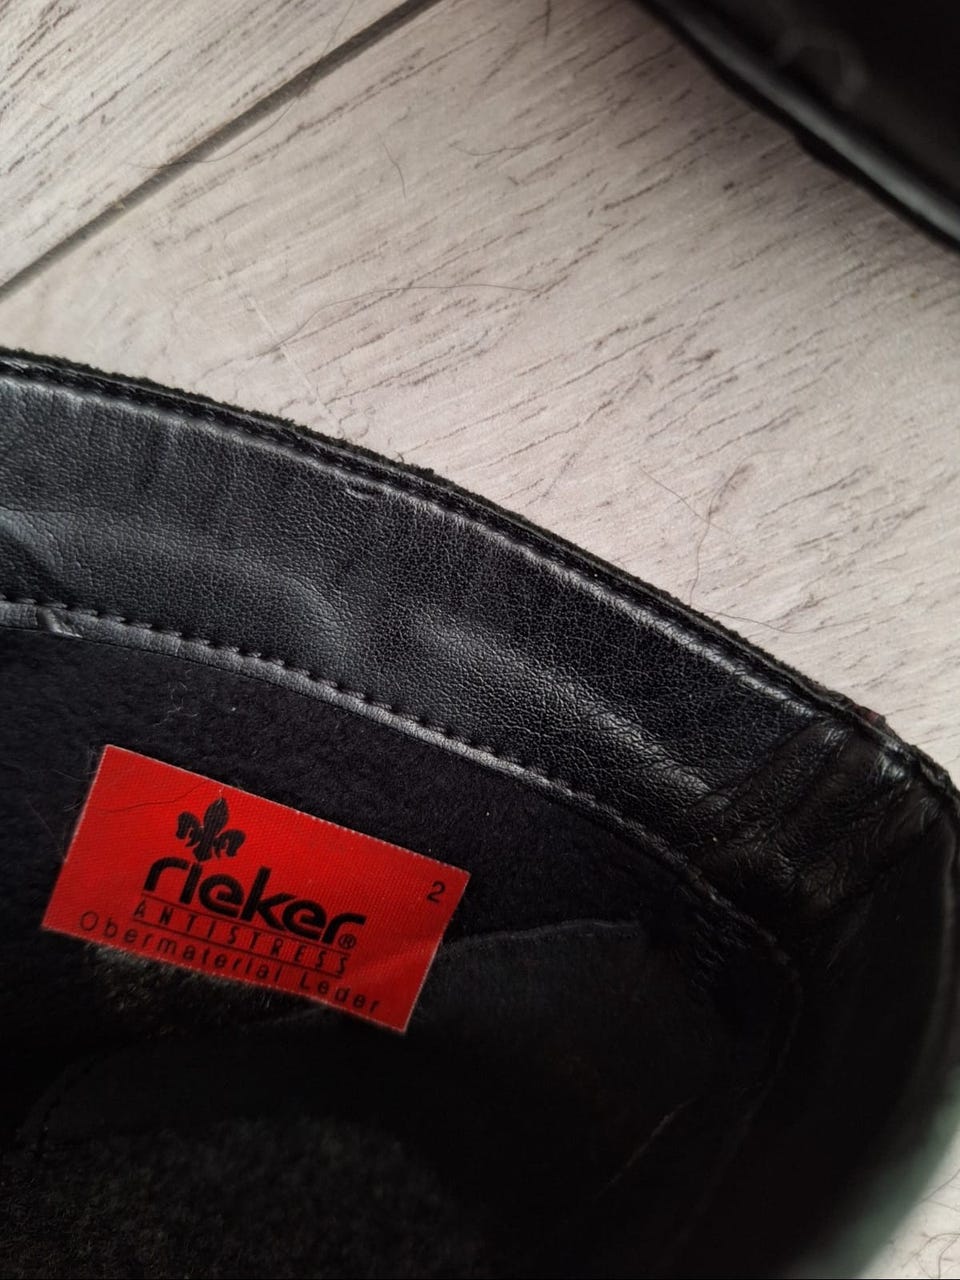 2
rieker®
ANTISTRESS
Obermaterial Leder